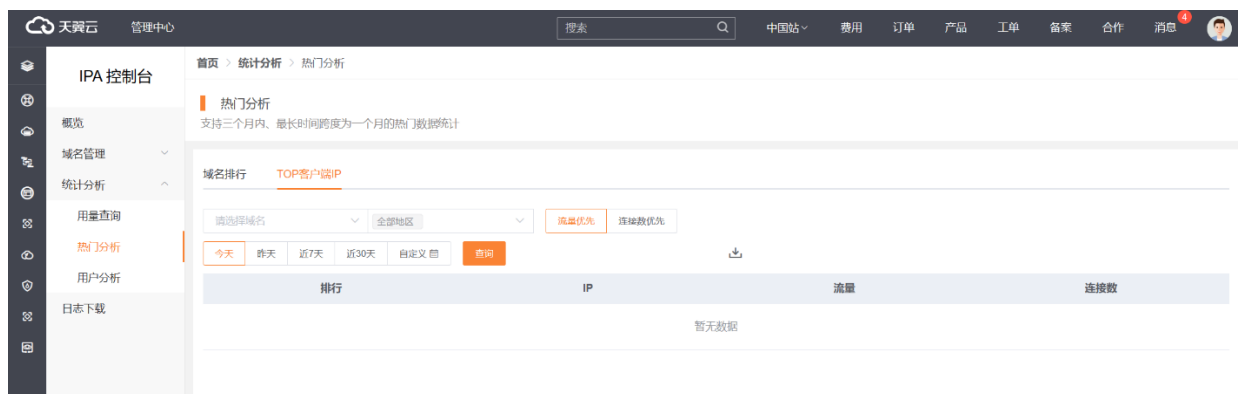 天翼云 管理中心 搜索 中国站 费用 订单 产品 工单 备案 合作 消息 4
IPA 控制台
首页 > 统计分析 > 热门分析
热门分析
支持三个月内、最长时间跨度为一个月的热门数据统计
概览
域名管理
统计分析
用量查询
热门分析
用户分析
日志下载
域名排行 TOP客户端IP
请选择域名 全部地区 流量优先 连接数优先
今天 昨天 近7天 近30天 自定义 查询
排行 IP 流量 连接数
暂无数据